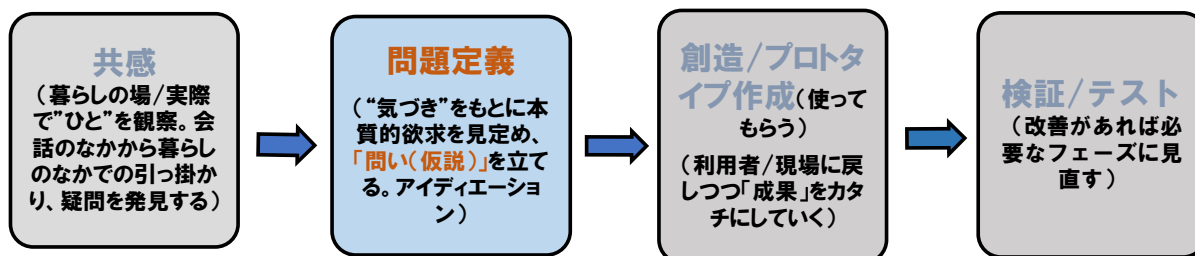 共感
（暮らしの場/実際
で”ひと”を観察。会
話のなかから暮らし
のなかでの引っ掛か
り、疑問を発見する）
問題定義
（“気づき”をもとに本
質的欲求を見定め、
「問い（仮説）」を立て
る。アイディエーショ
ン）
創造/プロトタ
イプ作成（使って
もらう）
（利用者/現場に戻
しつつ「成果」をカタ
チにしていく）
検証/テスト
（改善があれば必
要なフェーズに見
直す）